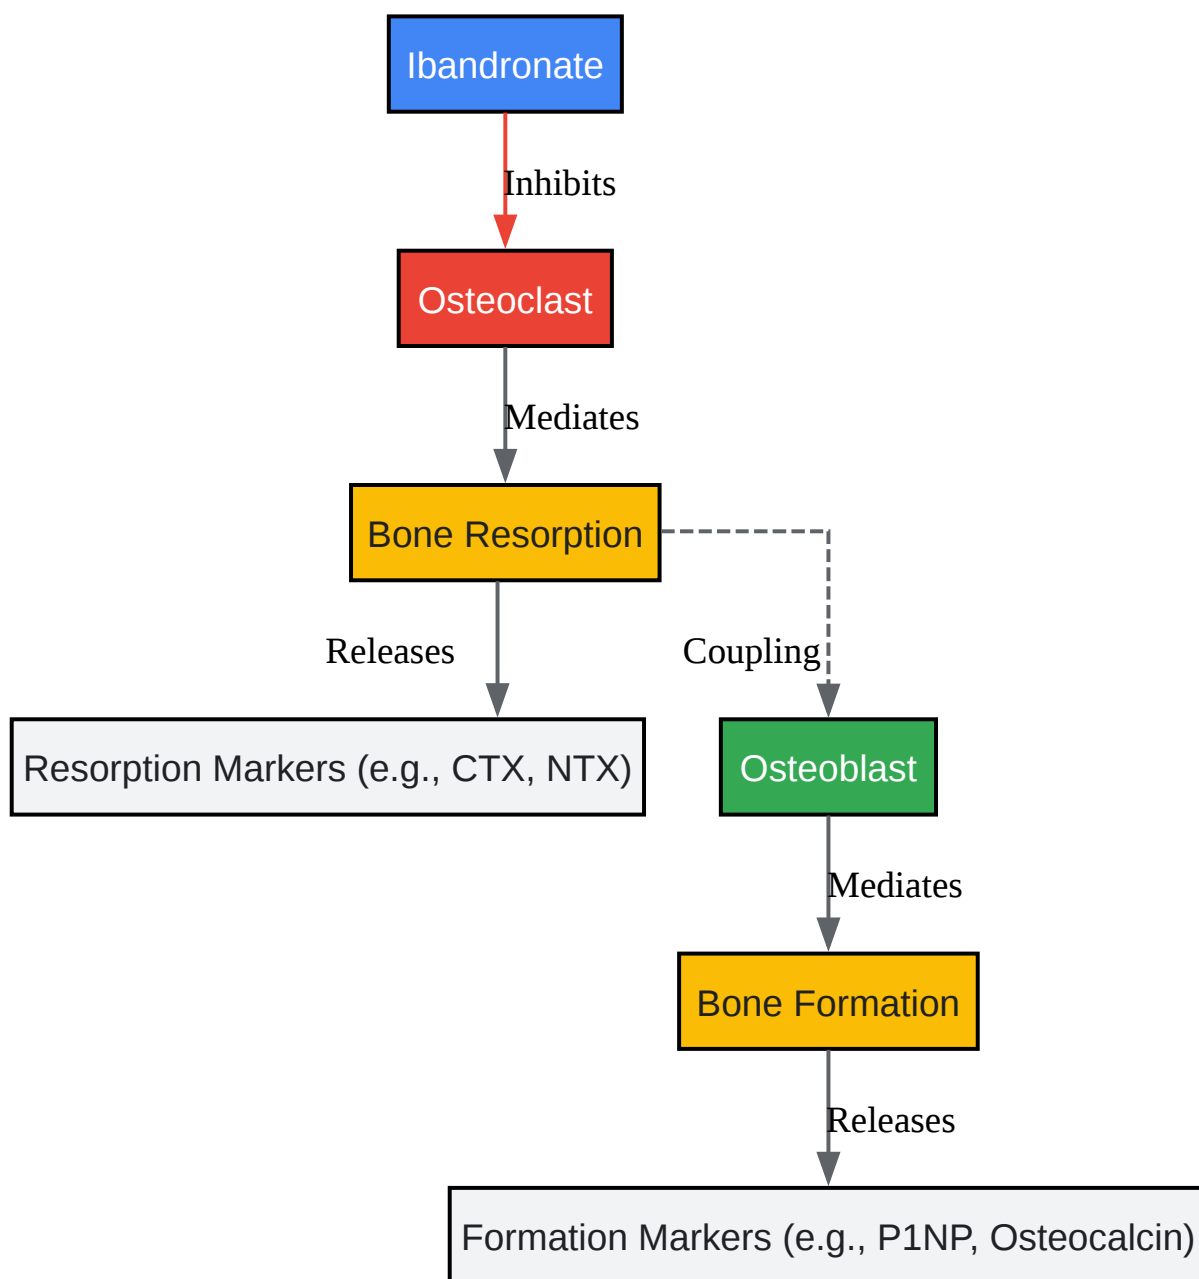 Ibandronate
Inhibits
Osteoclast
Mediates
Bone Resorption
Releases
Coupling
Resorption Markers (e.g., CTX, NTX)
Osteoblast
Mediates
Bone Formation
Releases
Formation Markers (e.g., P1NP, Osteocalcin)